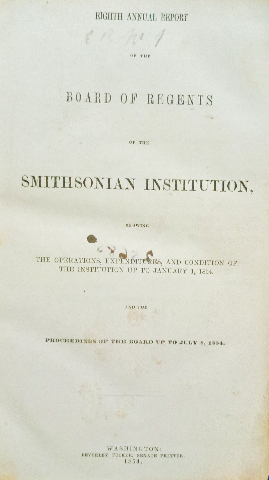 EIGHTH ANNUAL REPORT
OF THE
BOARD OF REGENTS
OF THE
SMITHSONIAN INSTITUTION,
SHOWING
THE OPERATIONS, EXPENDITURES, AND CONDITION OF
THE INSTITUTION UP TO JANUARY 1, 1854.
AND THE
PROCEEDINGS OF THE BOARD UP TO JULY 8, 1854.
WASHINGTON:
BEVERLEY TUCKER, SENATE PRINTER.
1854.